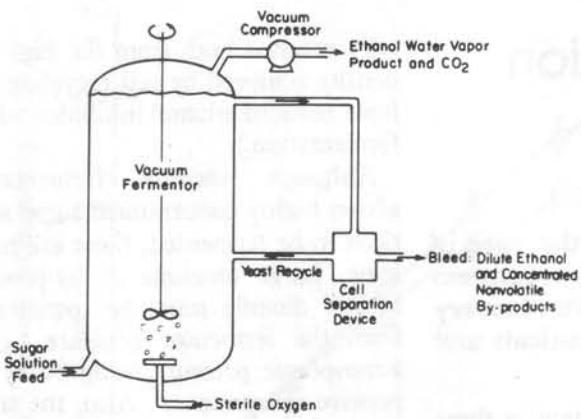 Vacuum
Compressor
Ethanol Water Vapor
Product and CO2
Vacuum
Fermentor
Bleed: Dilute Ethanol
and Concentrated
Nonvolatile
By-products
Yeast Recycle
Cell
Separation
Device
Sugar
Solution
Feed
Sterile Oxygen
ion